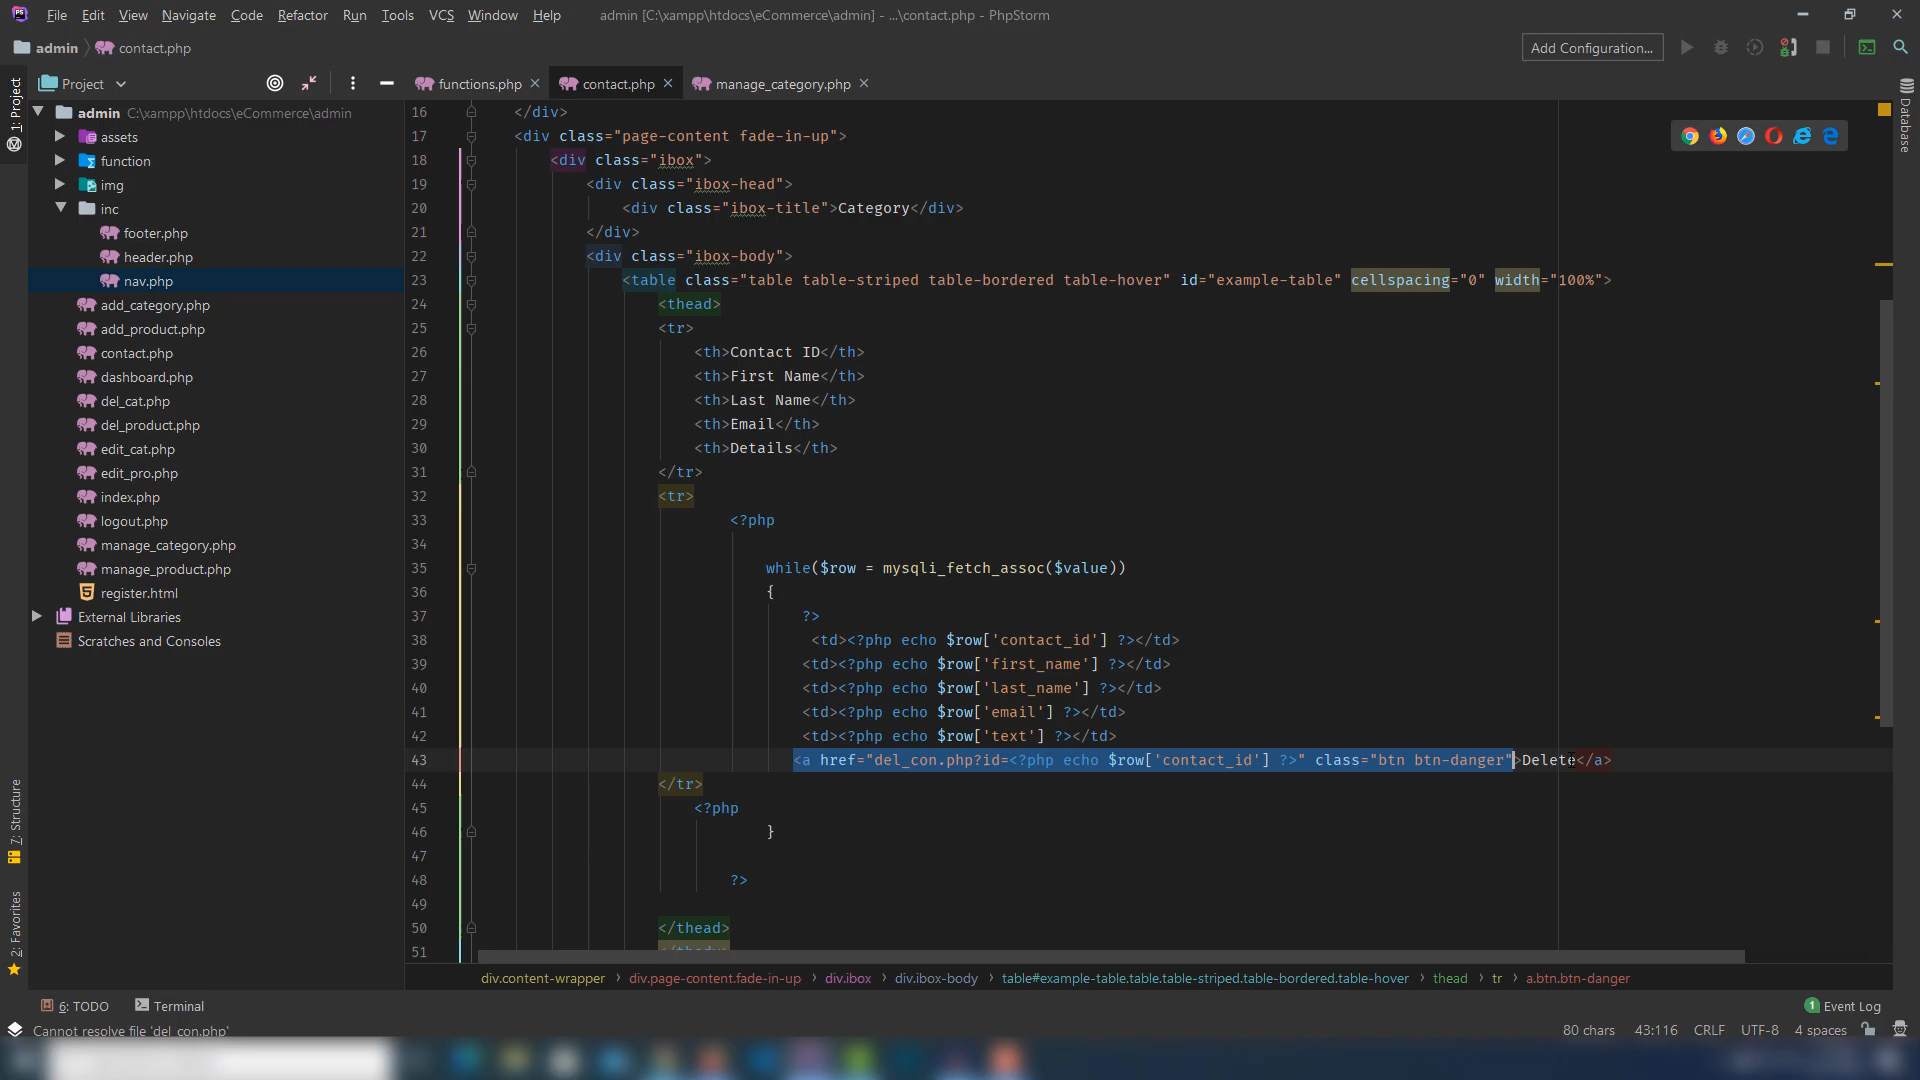 PS File Edit View Navigate Code Refactor Run Tools VCS Window Help admin [C:\xampp\htdocs\eCommerce\admin] - ...\contact.php - PhpStorm
admin contact.php Add Configuration...
Project functions.php contact.php manage_category.php
1: Project
Database
admin C:\xampp\htdocs\eCommerce\admin
assets
function
img
inc
footer.php
header.php
nav.php
add_category.php
add_product.php
contact.php
dashboard.php
del_cat.php
del_product.php
edit_cat.php
edit_pro.php
index.php
logout.php
manage_category.php
manage_product.php
register.html
External Libraries
Scratches and Consoles
7: Structure
2: Favorites
16 </div>
17 <div class="page-content fade-in-up">
18 <div class="ibox">
19 <div class="ibox-head">
20 <div class="ibox-title">Category</div>
21 </div>
22 <div class="ibox-body">
23 <table class="table table-striped table-bordered table-hover" id="example-table" cellspacing="0" width="100%">
24 <thead>
25 <tr>
26 <th>Contact ID</th>
27 <th>First Name</th>
28 <th>Last Name</th>
29 <th>Email</th>
30 <th>Details</th>
31 </tr>
32 <tr>
33 <?php
34
35 while($row = mysqli_fetch_assoc($value))
36 {
37 ?>
38 <td><?php echo $row['contact_id'] ?></td>
39 <td><?php echo $row['first_name'] ?></td>
40 <td><?php echo $row['last_name'] ?></td>
41 <td><?php echo $row['email'] ?></td>
42 <td><?php echo $row['text'] ?></td>
43 <a href="del_con.php?id=<?php echo $row['contact_id'] ?>" class="btn btn-danger">Delete</a>
44 </tr>
45 <?php
46 }
47
48 ?>
49
50 </thead>
51 </tbody>
div.content-wrapper › div.page-content.fade-in-up › div.ibox › div.ibox-body › table#example-table.table.table-striped.table-bordered.table-hover › thead › tr › a.btn.btn-danger
6: TODO Terminal 1 Event Log
Cannot resolve file 'del_con.php' 80 chars 43:116 CRLF UTF-8 4 spaces